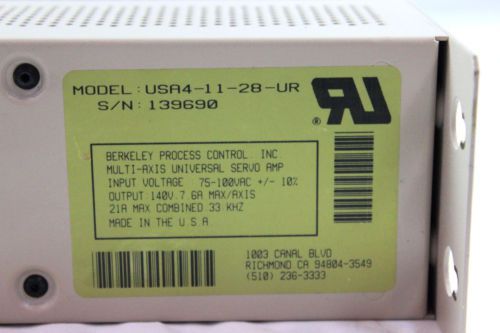 MODEL: USA4-11-28-UR
S/N: 139690
RU
®
BERKELEY PROCESS CONTROL. INC
MULTI-AXIS UNIVERSAL SERVO AMP
INPUT VOLTAGE 75-100VAC +/- 10%
OUTPUT 140V 7.6A MAX/AXIS
21A MAX COMBINED 33 KHZ
MADE IN THE U.S.A.
1003 CANAL BLVD
RICHMOND CA 94804-3549
(510) 236-3333